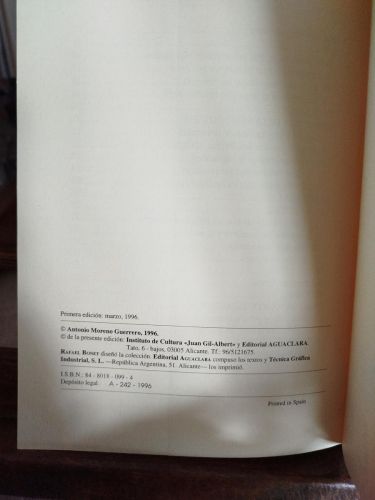 Primera edición: marzo, 1996.
© Antonio Moreno Guerrero, 1996.
© de la presente edición: Instituto de Cultura «Juan Gil-Albert» y Editorial AGUACLARA.
Tato, 6 - bajos, 03005 Alicante. Tf.: 96/5123675.
RAFAEL BONET diseñó la colección. Editorial AGUACLARA compuso los textos y Técnica Gráfica
Industrial, S. L. —República Argentina, 51. Alicante— los imprimió.
I.S.B.N.: 84 - 8018 - 099 - 4
Depósito legal: A - 242 - 1996
Printed in Spain